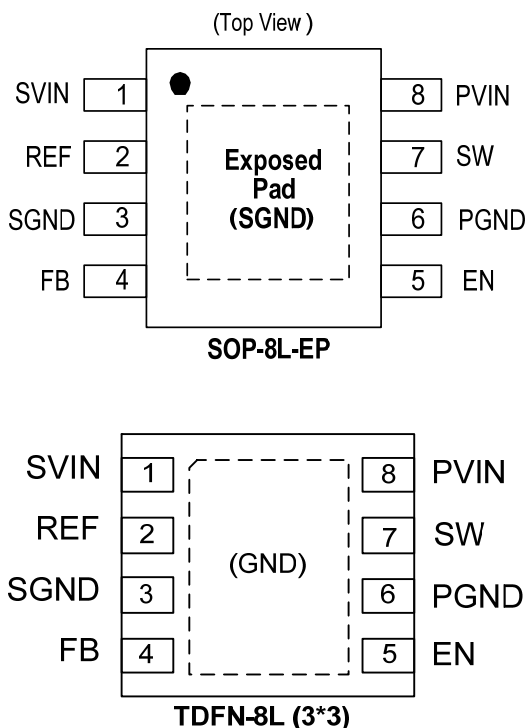 (Top View )
SVIN 1 8 PVIN
REF 2 Exposed 7 SW
Pad
SGND 3 (SGND) 6 PGND
FB 4 5 EN
SOP-8L-EP
SVIN 1 8 PVIN
REF 2 7 SW
(GND)
SGND 3 6 PGND
FB 4 5 EN
TDFN-8L (3*3)